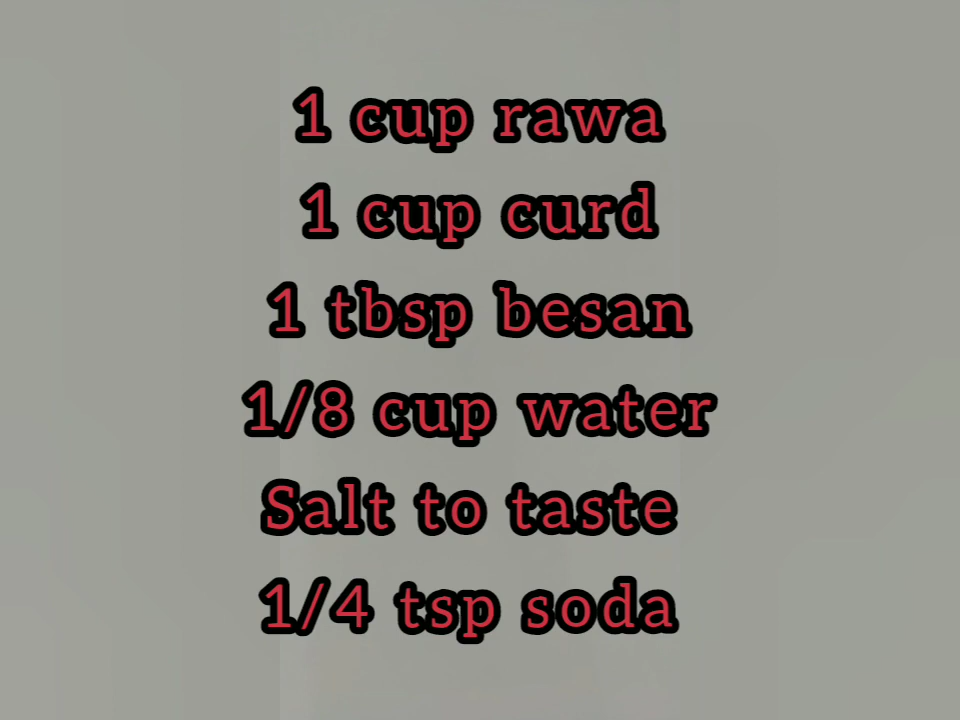 1 cup rawa
1 cup curd
1 tbsp besan
1/8 cup water
Salt to taste
1/4 tsp soda